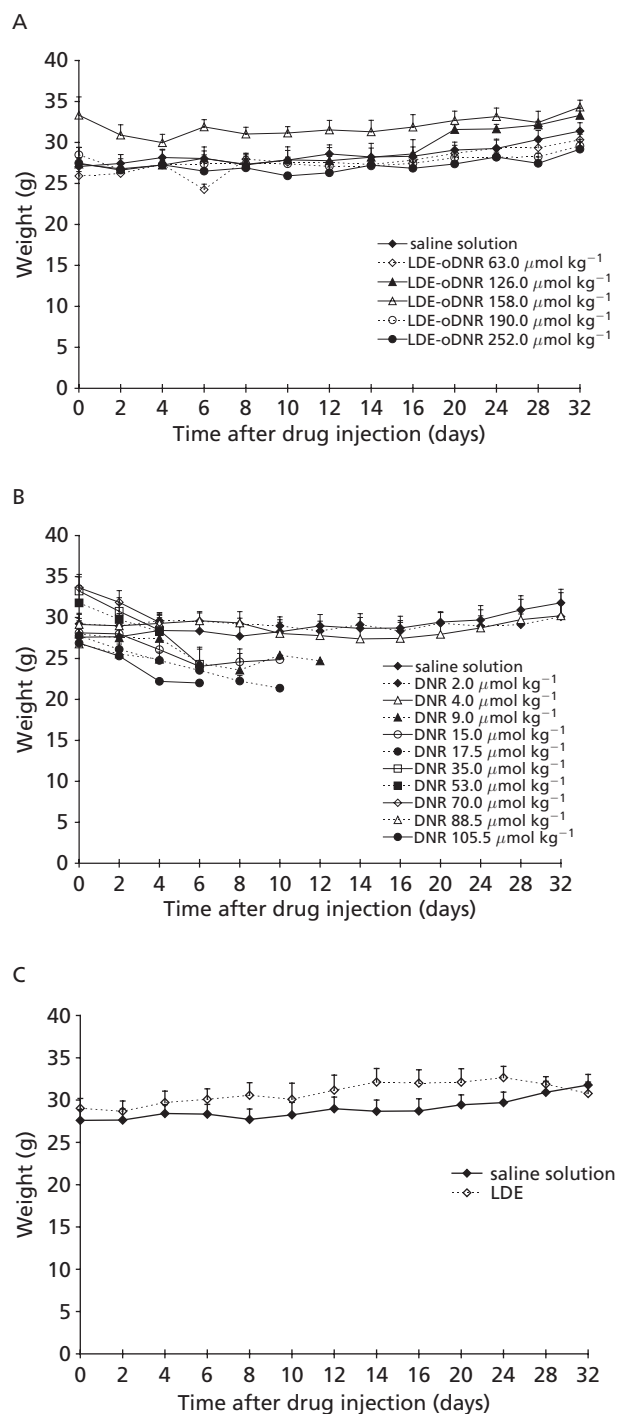 A
40
35
30
25
20
15
10
5
0
Weight (g)
saline solution
LDE-oDNR 63.0 μmol kg⁻¹
LDE-oDNR 126.0 μmol kg⁻¹
LDE-oDNR 158.0 μmol kg⁻¹
LDE-oDNR 190.0 μmol kg⁻¹
LDE-oDNR 252.0 μmol kg⁻¹
0 2 4 6 8 10 12 14 16 20 24 28 32
Time after drug injection (days)
B
40
35
30
25
20
15
10
5
0
Weight (g)
saline solution
DNR 2.0 μmol kg⁻¹
DNR 4.0 μmol kg⁻¹
DNR 9.0 μmol kg⁻¹
DNR 15.0 μmol kg⁻¹
DNR 17.5 μmol kg⁻¹
DNR 35.0 μmol kg⁻¹
DNR 53.0 μmol kg⁻¹
DNR 70.0 μmol kg⁻¹
DNR 88.5 μmol kg⁻¹
DNR 105.5 μmol kg⁻¹
0 2 4 6 8 10 12 14 16 20 24 28 32
Time after drug injection (days)
C
40
35
30
25
20
15
10
5
0
Weight (g)
saline solution
LDE
0 2 4 6 8 10 12 14 16 20 24 28 32
Time after drug injection (days)